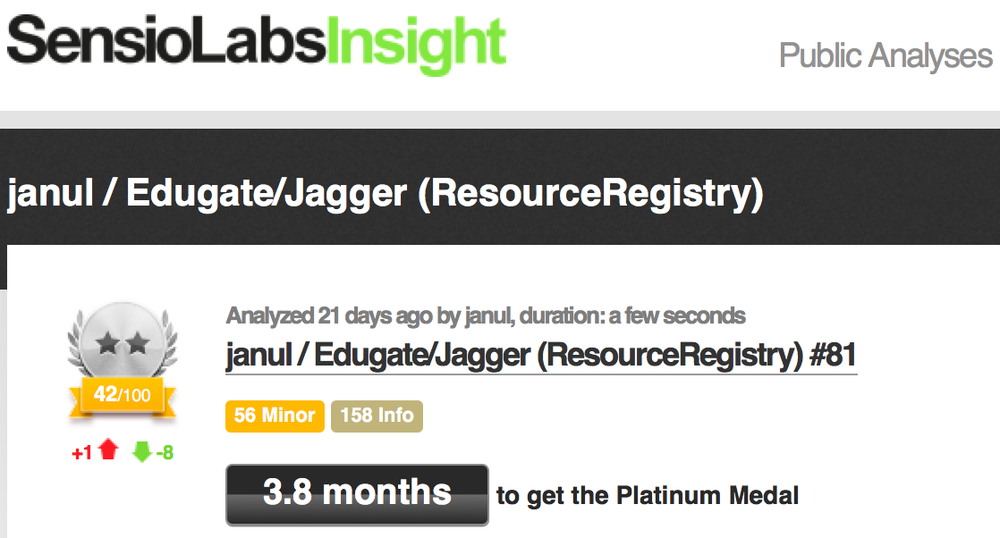 SensioLabsInsight
Public Analyses
janul / Edugate/Jagger (ResourceRegistry)
Analyzed 21 days ago by janul, duration: a few seconds
janul / Edugate/Jagger (ResourceRegistry) #81
42/100
56 Minor 158 Info
+1 -8
3.8 months to get the Platinum Medal